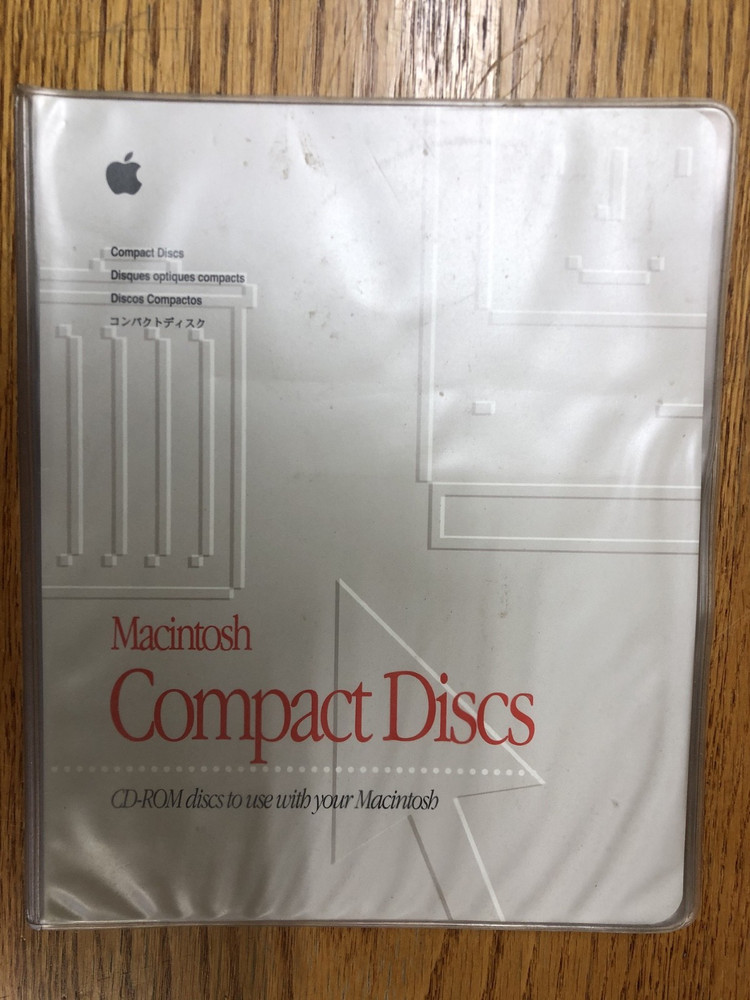 Compact Discs
Disques optiques compacts
Discos Compactos
コンパクトディスク
Macintosh
Compact Discs
CD-ROM discs to use with your Macintosh